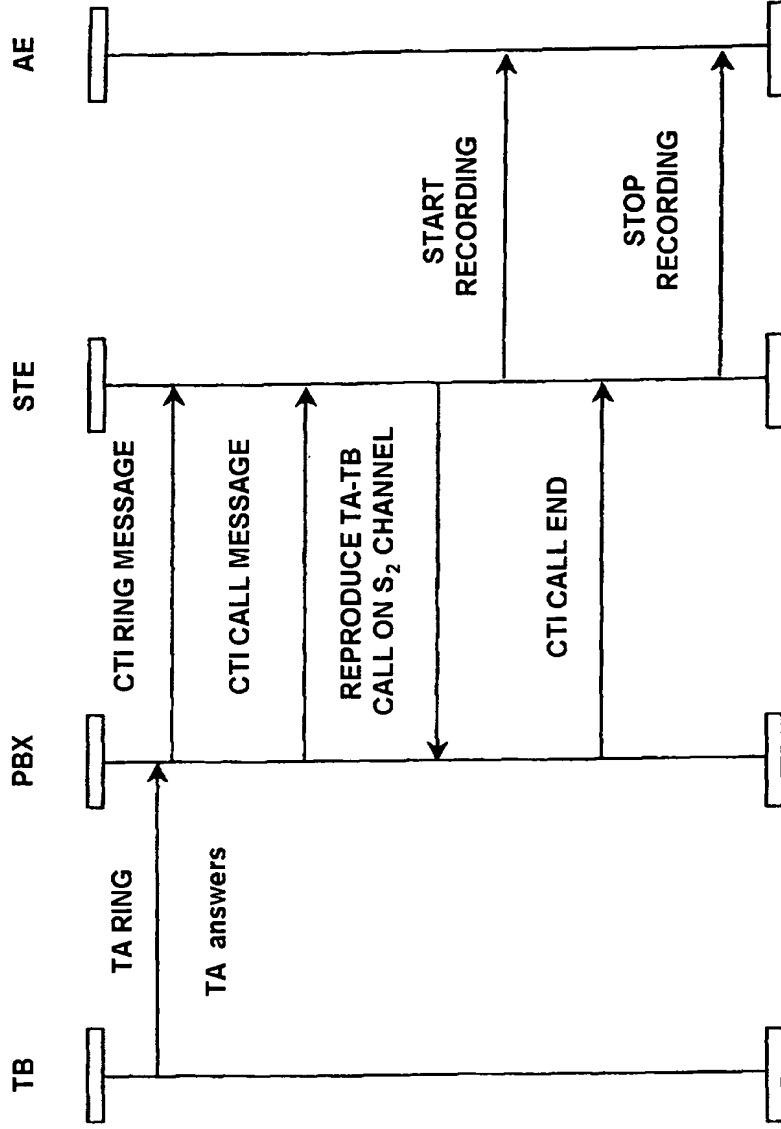 TB
PBX
STE
AE
TA RING
TA answers
CTI RING MESSAGE
CTI CALL MESSAGE
REPRODUCE TA-TB
CALL ON S₂ CHANNEL
START
RECORDING
CTI CALL END
STOP
RECORDING